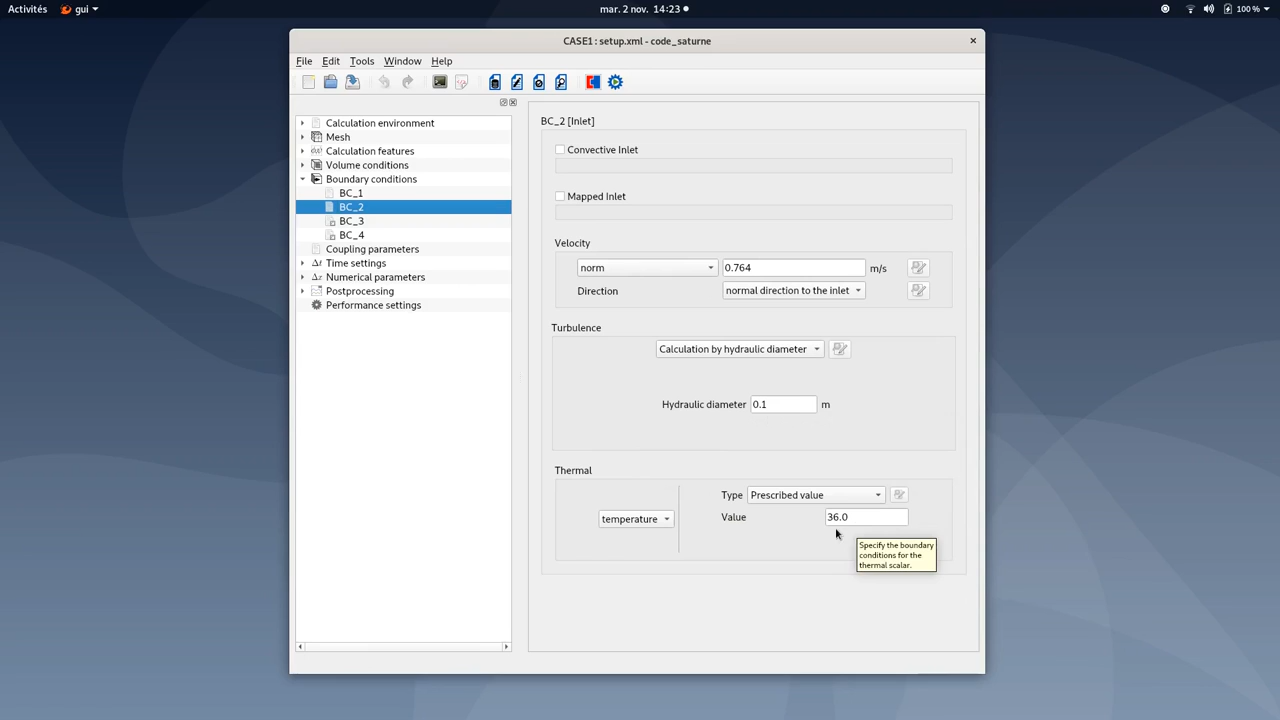 Activités gui mar. 2 nov. 14:23 100 %
CASE1 : setup.xml - code_saturne
File Edit Tools Window Help
Calculation environment
Mesh
Calculation features
Volume conditions
Boundary conditions
BC_1
BC_2
BC_3
BC_4
Coupling parameters
Δt Time settings
Numerical parameters
Postprocessing
Performance settings
BC_2 [Inlet]
Convective Inlet
Mapped Inlet
Velocity
norm 0.764 m/s
Direction normal direction to the inlet
Turbulence
Calculation by hydraulic diameter
Hydraulic diameter 0.1 m
Thermal
temperature
Type Prescribed value
Value 36.0
Specify the boundary
conditions for the
thermal scalar.